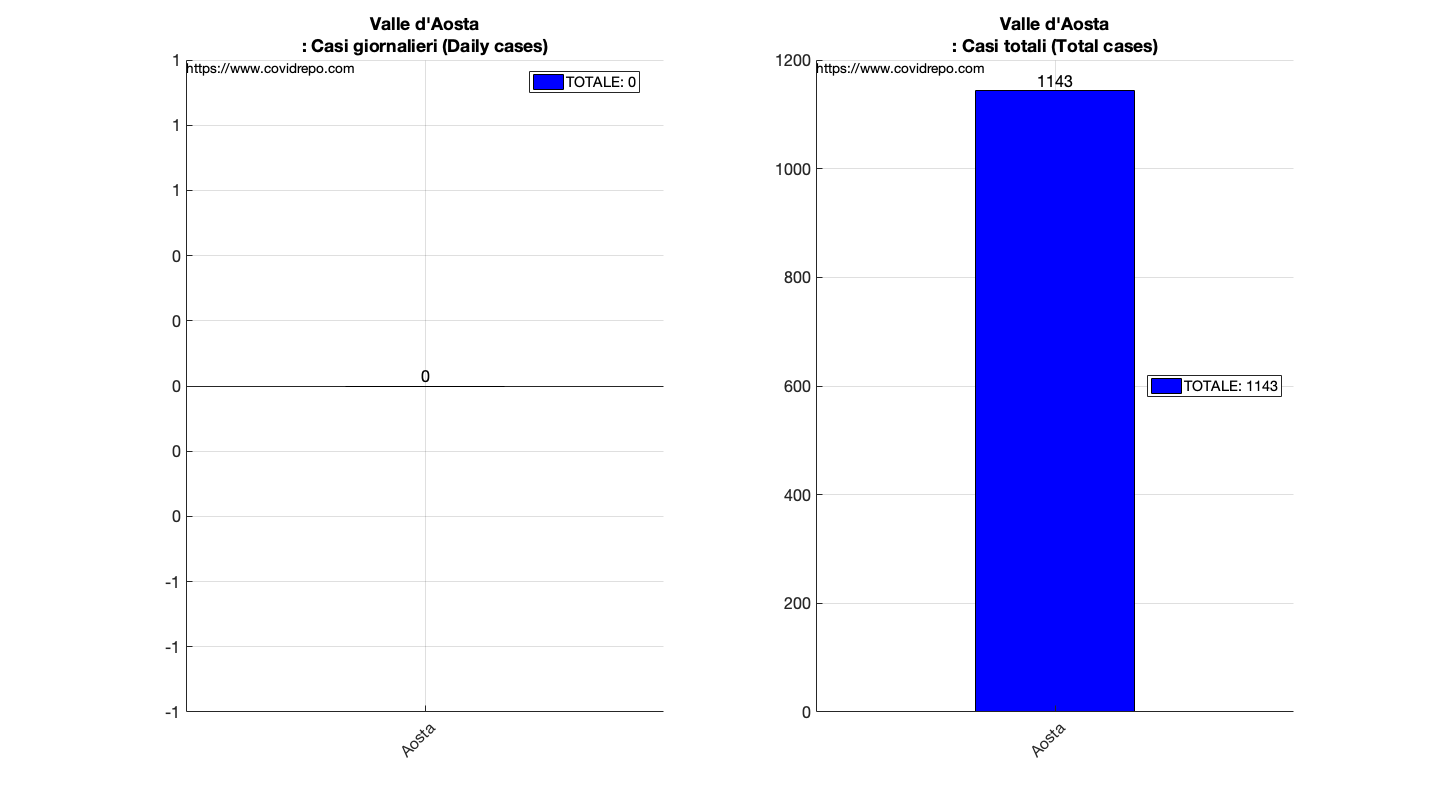 Valle d'Aosta
: Casi giornalieri (Daily cases)
https://www.covidrepo.com
TOTALE: 0
1
1
1
0
0
0
0
0
-1
-1
-1
0
Aosta
Valle d'Aosta
: Casi totali (Total cases)
https://www.covidrepo.com
1143
TOTALE: 1143
1200
1000
800
600
400
200
0
Aosta